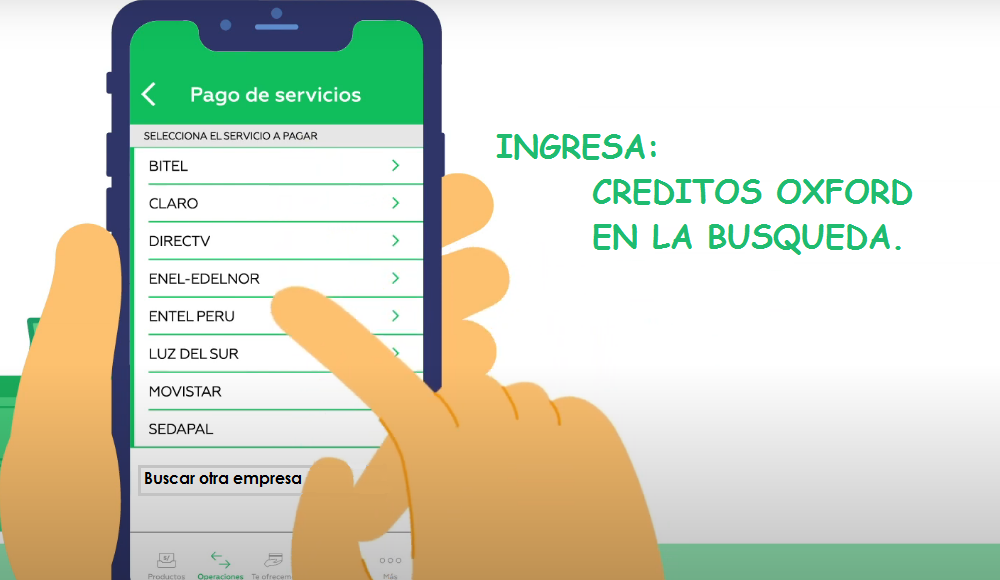 Pago de servicios
SELECCIONA EL SERVICIO A PAGAR
BITEL
CLARO
DIRECTV
ENEL-EDELNOR
ENTEL PERU
LUZ DEL SUR
MOVISTAR
SEDAPAL
Buscar otra empresa
Productos
Operaciones
Te ofrecem
Más
INGRESA:
CREDITOS OXFORD
EN LA BUSQUEDA.